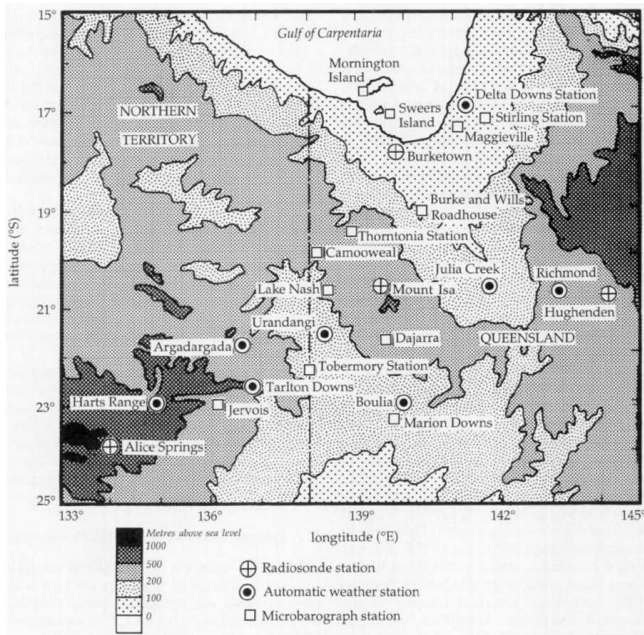 15°
Gulf of Carpentaria
Mornington
Island
Delta Downs Station
17°
NORTHERN
Sweers
Island
Stirling Station
TERRITORY
Maggieville
Burketown
19°
Burke and Wills
Roadhouse
Thorntonia Station
Camooweal
Julia Creek
Richmond
21°
Lake Nash
Mount Isa
Hughenden
Urandangi
Argadargada
Dajarra
QUEENSLAND
Tobermory Station
Tarlton Downs
23°
Harts Range
Jervois
Boulia
Marion Downs
Alice Springs
25°
133°
136°
139°
142°
145°
latitude (°S)
longtitude (°E)
Metres above sea level
1000
500
200
100
0
Radiosonde station
Automatic weather station
Microbarograph station